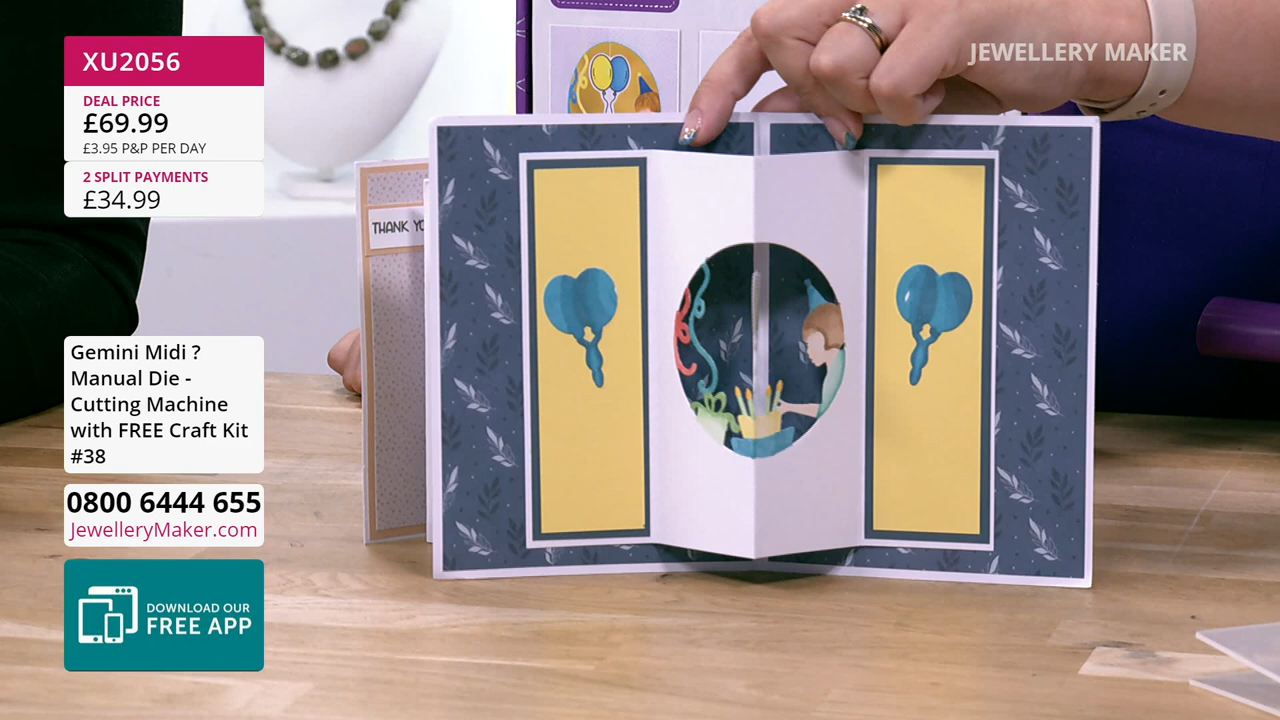 XU2056
DEAL PRICE
£69.99
£3.95 P&P PER DAY
2 SPLIT PAYMENTS
£34.99
Gemini Midi ?
Manual Die -
Cutting Machine
with FREE Craft Kit
#38
0800 6444 655
JewelleryMaker.com
DOWNLOAD OUR
FREE APP
JEWELLERY MAKER
THANK YO